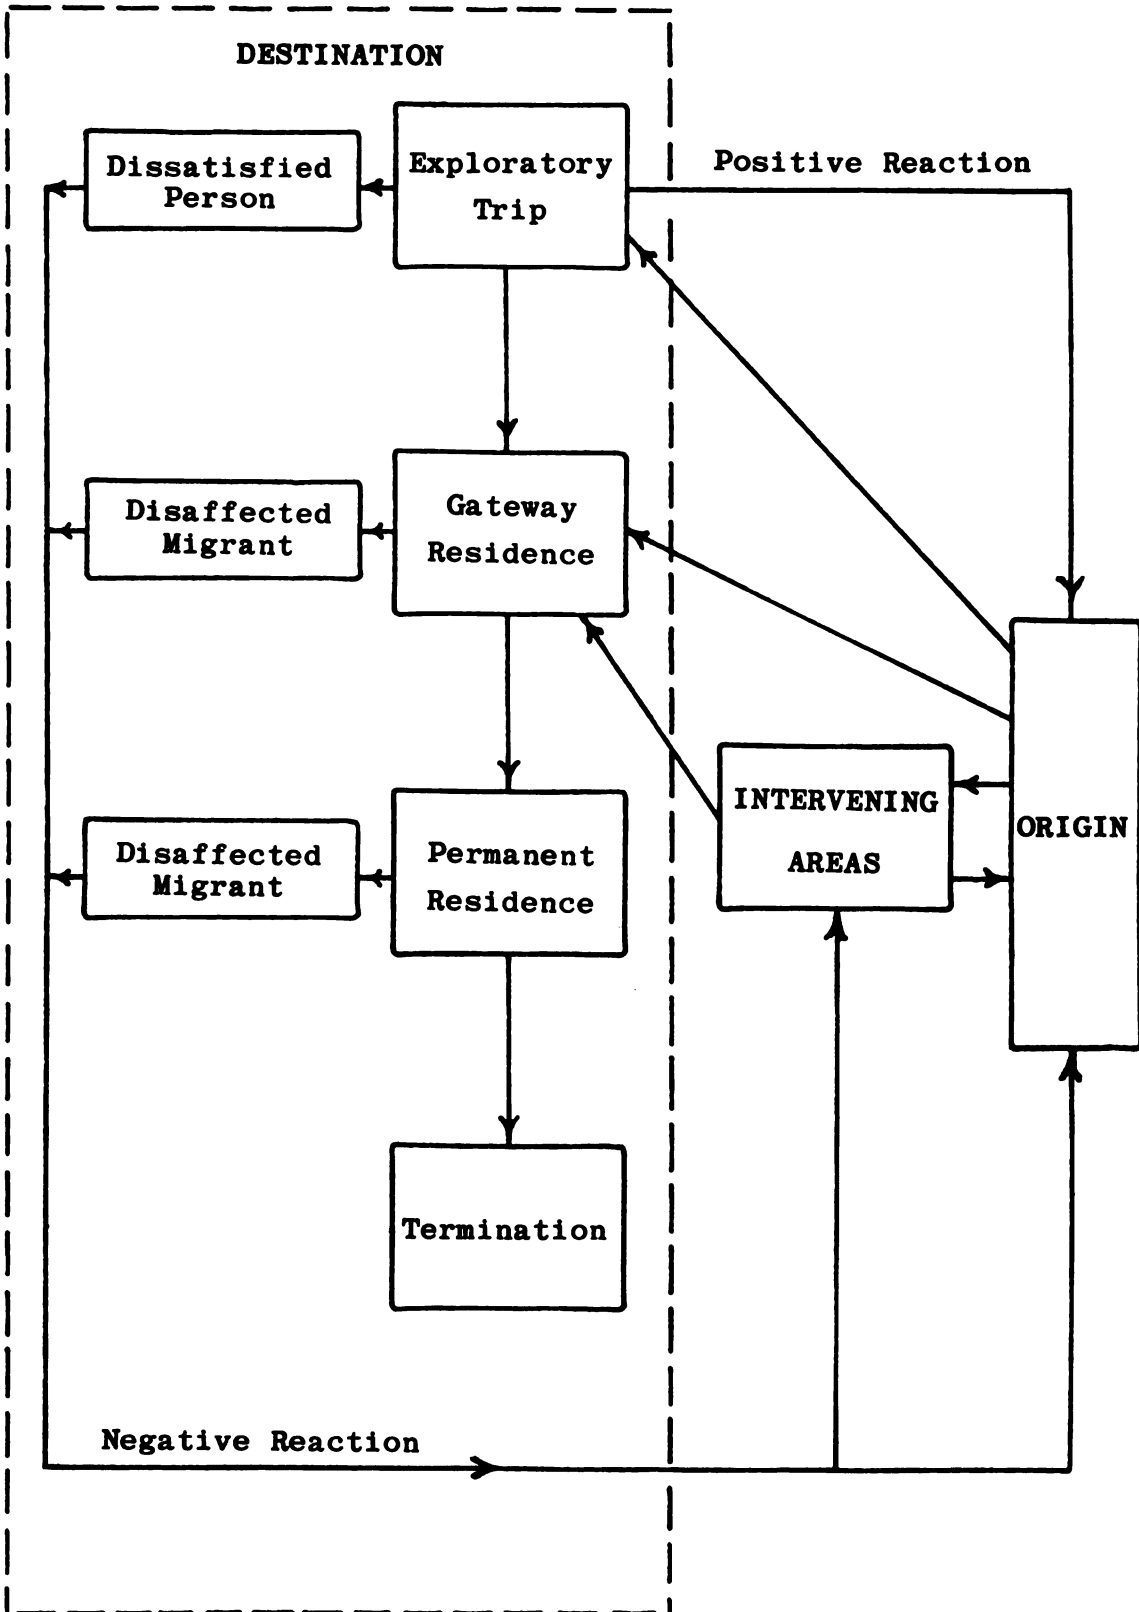 DESTINATION
Dissatisfied
Person
Exploratory
Trip
Positive Reaction
Disaffected
Migrant
Gateway
Residence
INTERVENING
AREAS
ORIGIN
Disaffected
Migrant
Permanent
Residence
Termination
Negative Reaction